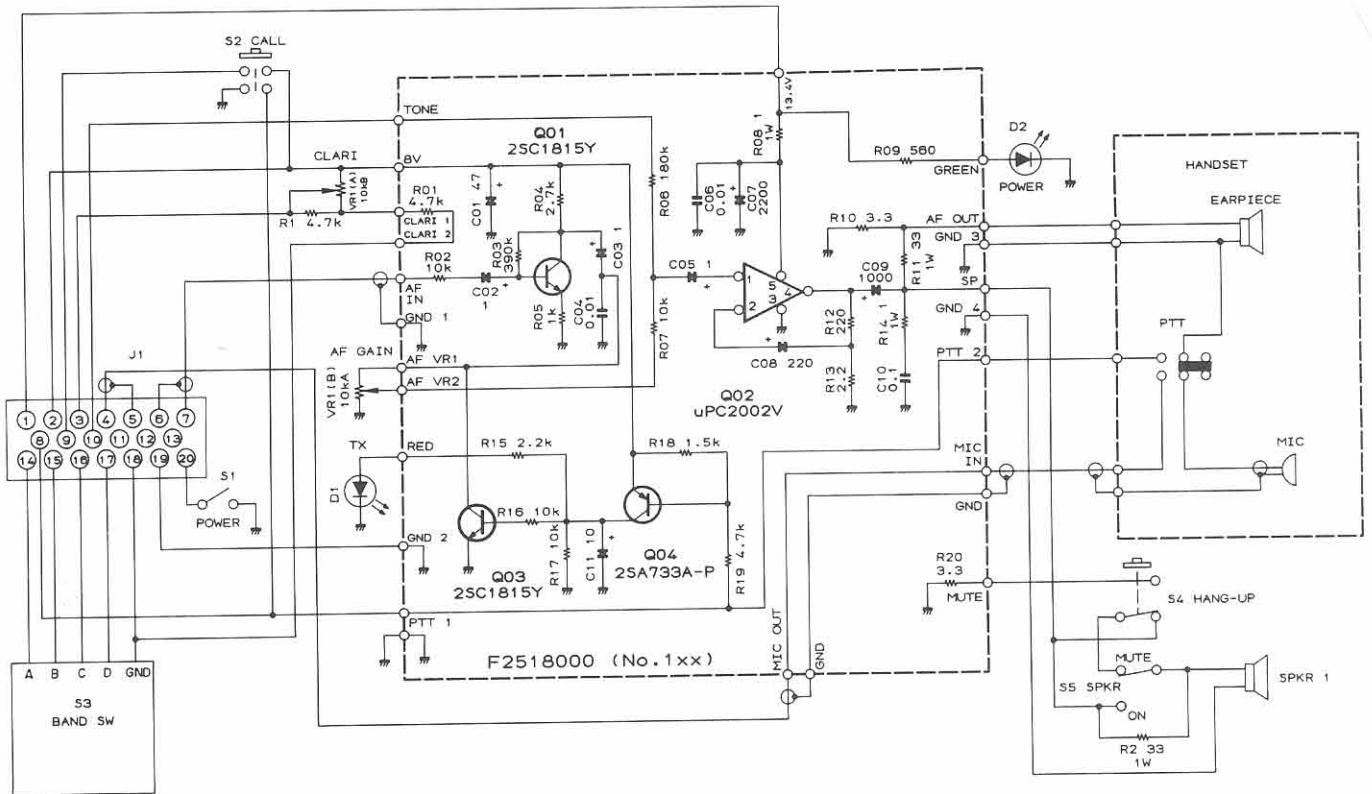 S2 CALL
TONE
13.4V
Q01
2SC1815Y
R08 1
1W
D2
POWER
R09 560
GREEN
HANDSET
EARPIECE
CLARI
8V
VR1(A)
10kB
R01
4.7k
R1 4.7k
CLARI 1
CLARI 2
C01 47
R04
2.7k
R06 180k
C06
0.01
C07
2200
R10 3.3
AF OUT
GND 3
R02
10k
R03
390k
C03 1
C05 1
C09
1000
R11 33
1W
SP
AF
IN
C02
1
R05
1k
C04
0.01
1
2
5
4
3
R12
220
R14 1
1W
GND 4
GND 1
R07 10k
C08 220
PTT
J1
AF GAIN
AF VR1
VR1(B)
10kA
AF VR2
Q02
uPC2002V
R13
2.2
C10
0.1
PTT 2
1 2 3 4 5 6 7
8 9 10 11 12 13
14 15 16 17 18 19 20
TX
RED
R15 2.2k
R18 1.5k
MIC
IN
MIC
S1
POWER
D1
GND
R16 10k
GND 2
R17 10k
C11 10
Q04
2SA733A-P
R19 4.7k
R20
3.3
MUTE
Q03
2SC1815Y
S4 HANG-UP
PTT 1
F2518000 (No.1xx)
MIC OUT
GND
A B C D GND
MUTE
S5 SPKR
SPKR 1
S3
BAND SW
ON
R2 33
1W